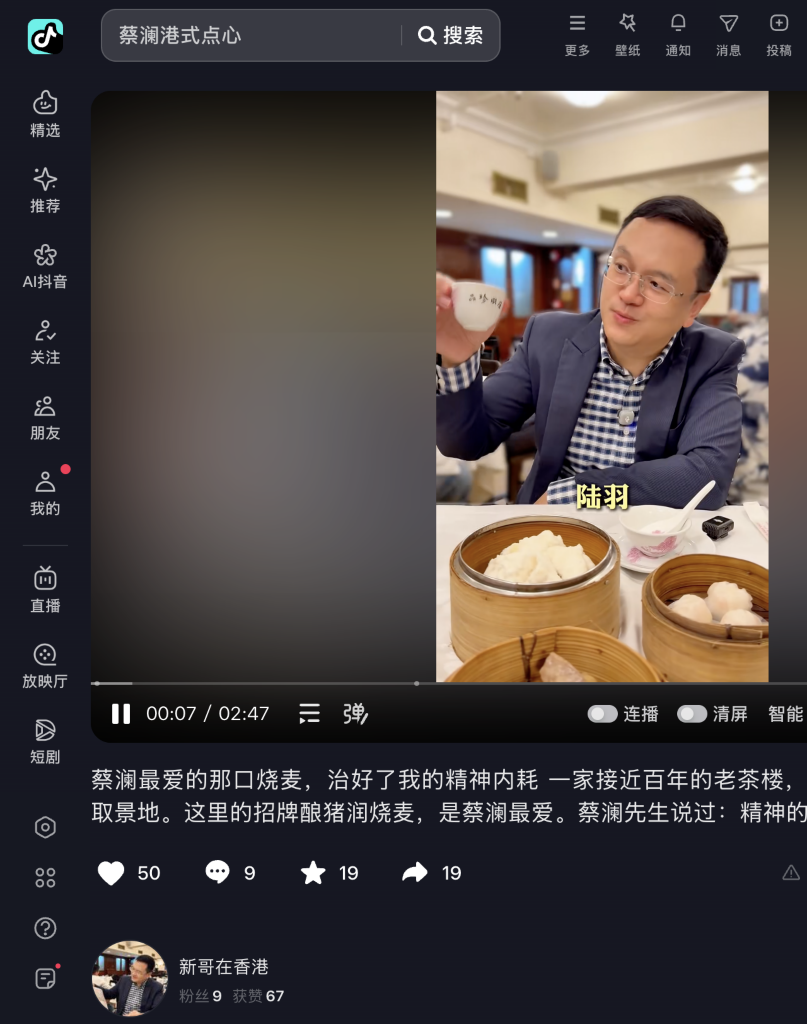 蔡澜港式点心
搜索
更多
壁纸
通知
消息
投稿
精选
推荐
AI抖音
关注
朋友
我的
直播
放映厅
短剧
陆羽
00:07 / 02:47
弹
连播
清屏
智能
蔡澜最爱的那口烧麦，治好了我的精神内耗 一家接近百年的老茶楼，
取景地。这里的招牌酿猪润烧麦，是蔡澜最爱。蔡澜先生说过：精神的
50
9
19
19
新哥在香港
粉丝9 获赞67